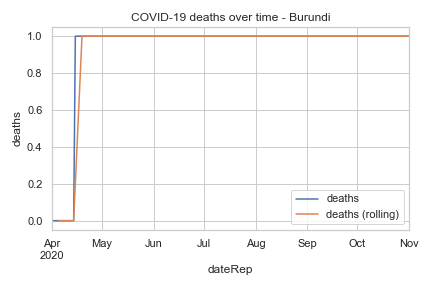 COVID-19 deaths over time - Burundi
deaths
1.0
0.8
0.6
0.4
0.2
0.0
deaths
deaths (rolling)
Apr May Jun Jul Aug Sep Oct Nov
2020
dateRep